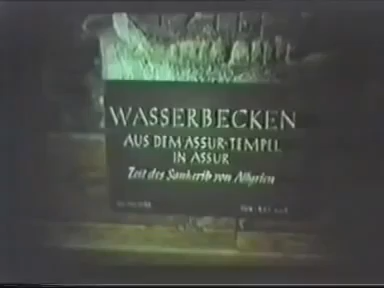 WASSERBECKEN
AUS DEM ASSUR-TEMPEL
IN ASSUR
Zeit des Sanherib von Assyrien